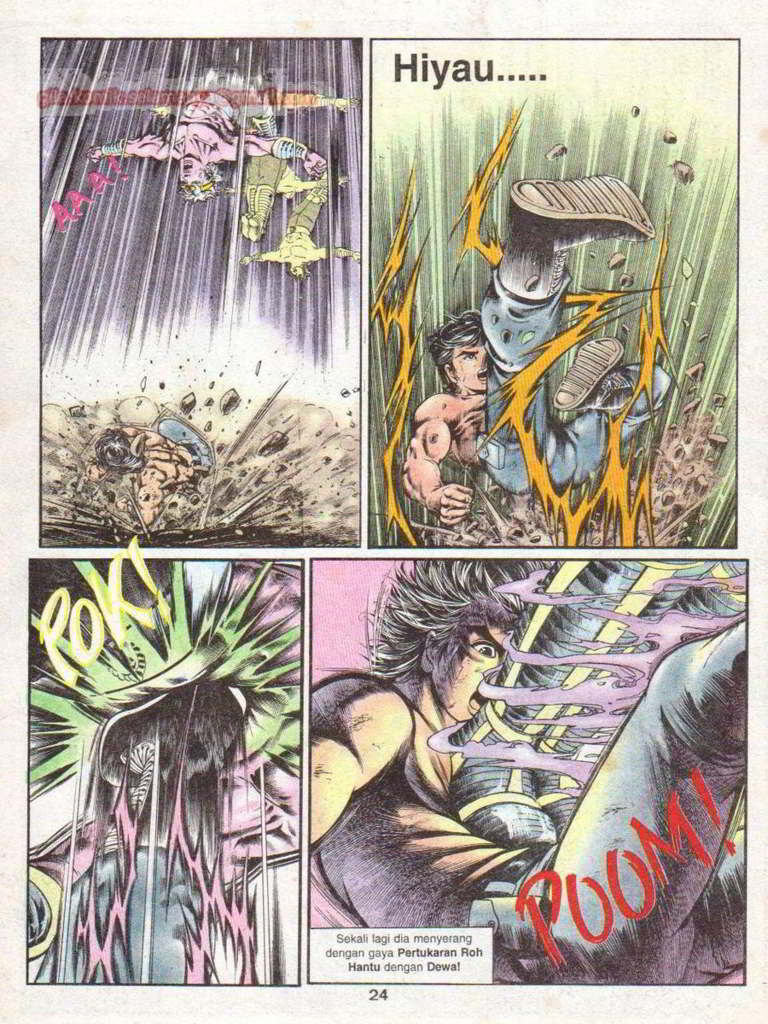 AAA!
Hiyau.....
POK!
POOM!
Sekali lagi dia menyerang
dengan gaya Pertukaran Roh
Hantu dengan Dewa!
24